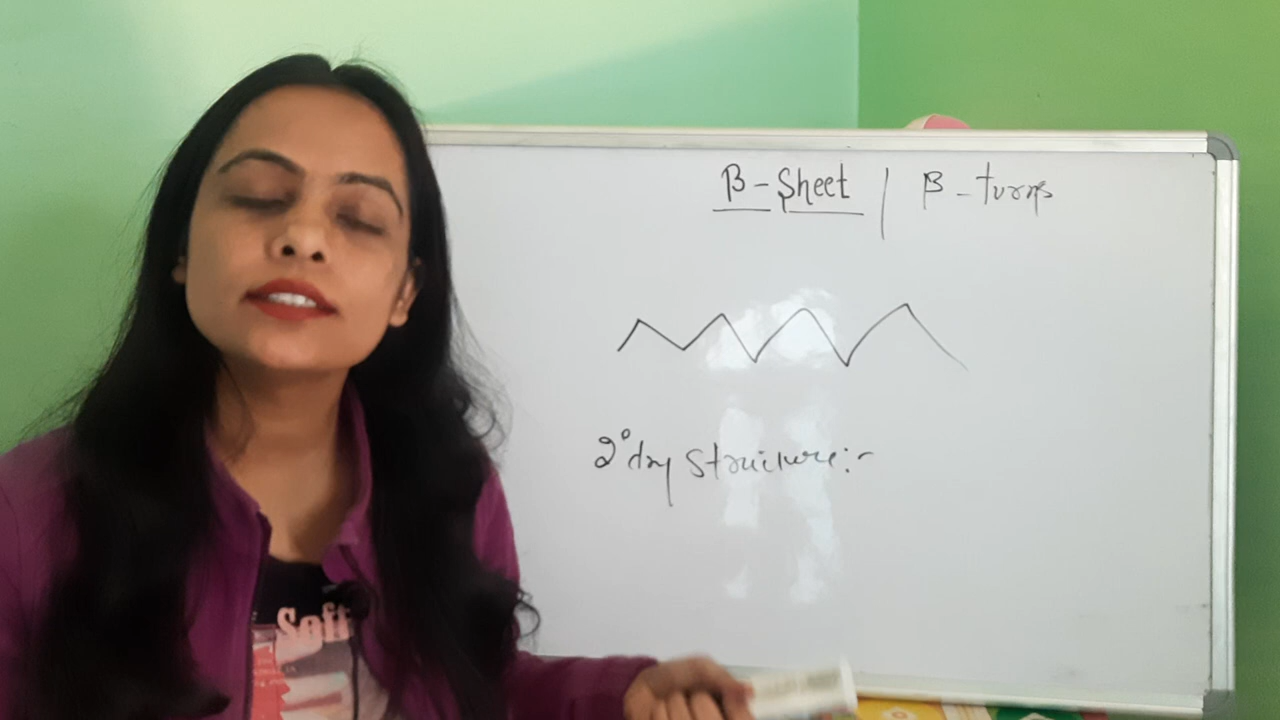 β-Sheet / β-turns
2°dry Structure:-
Soft